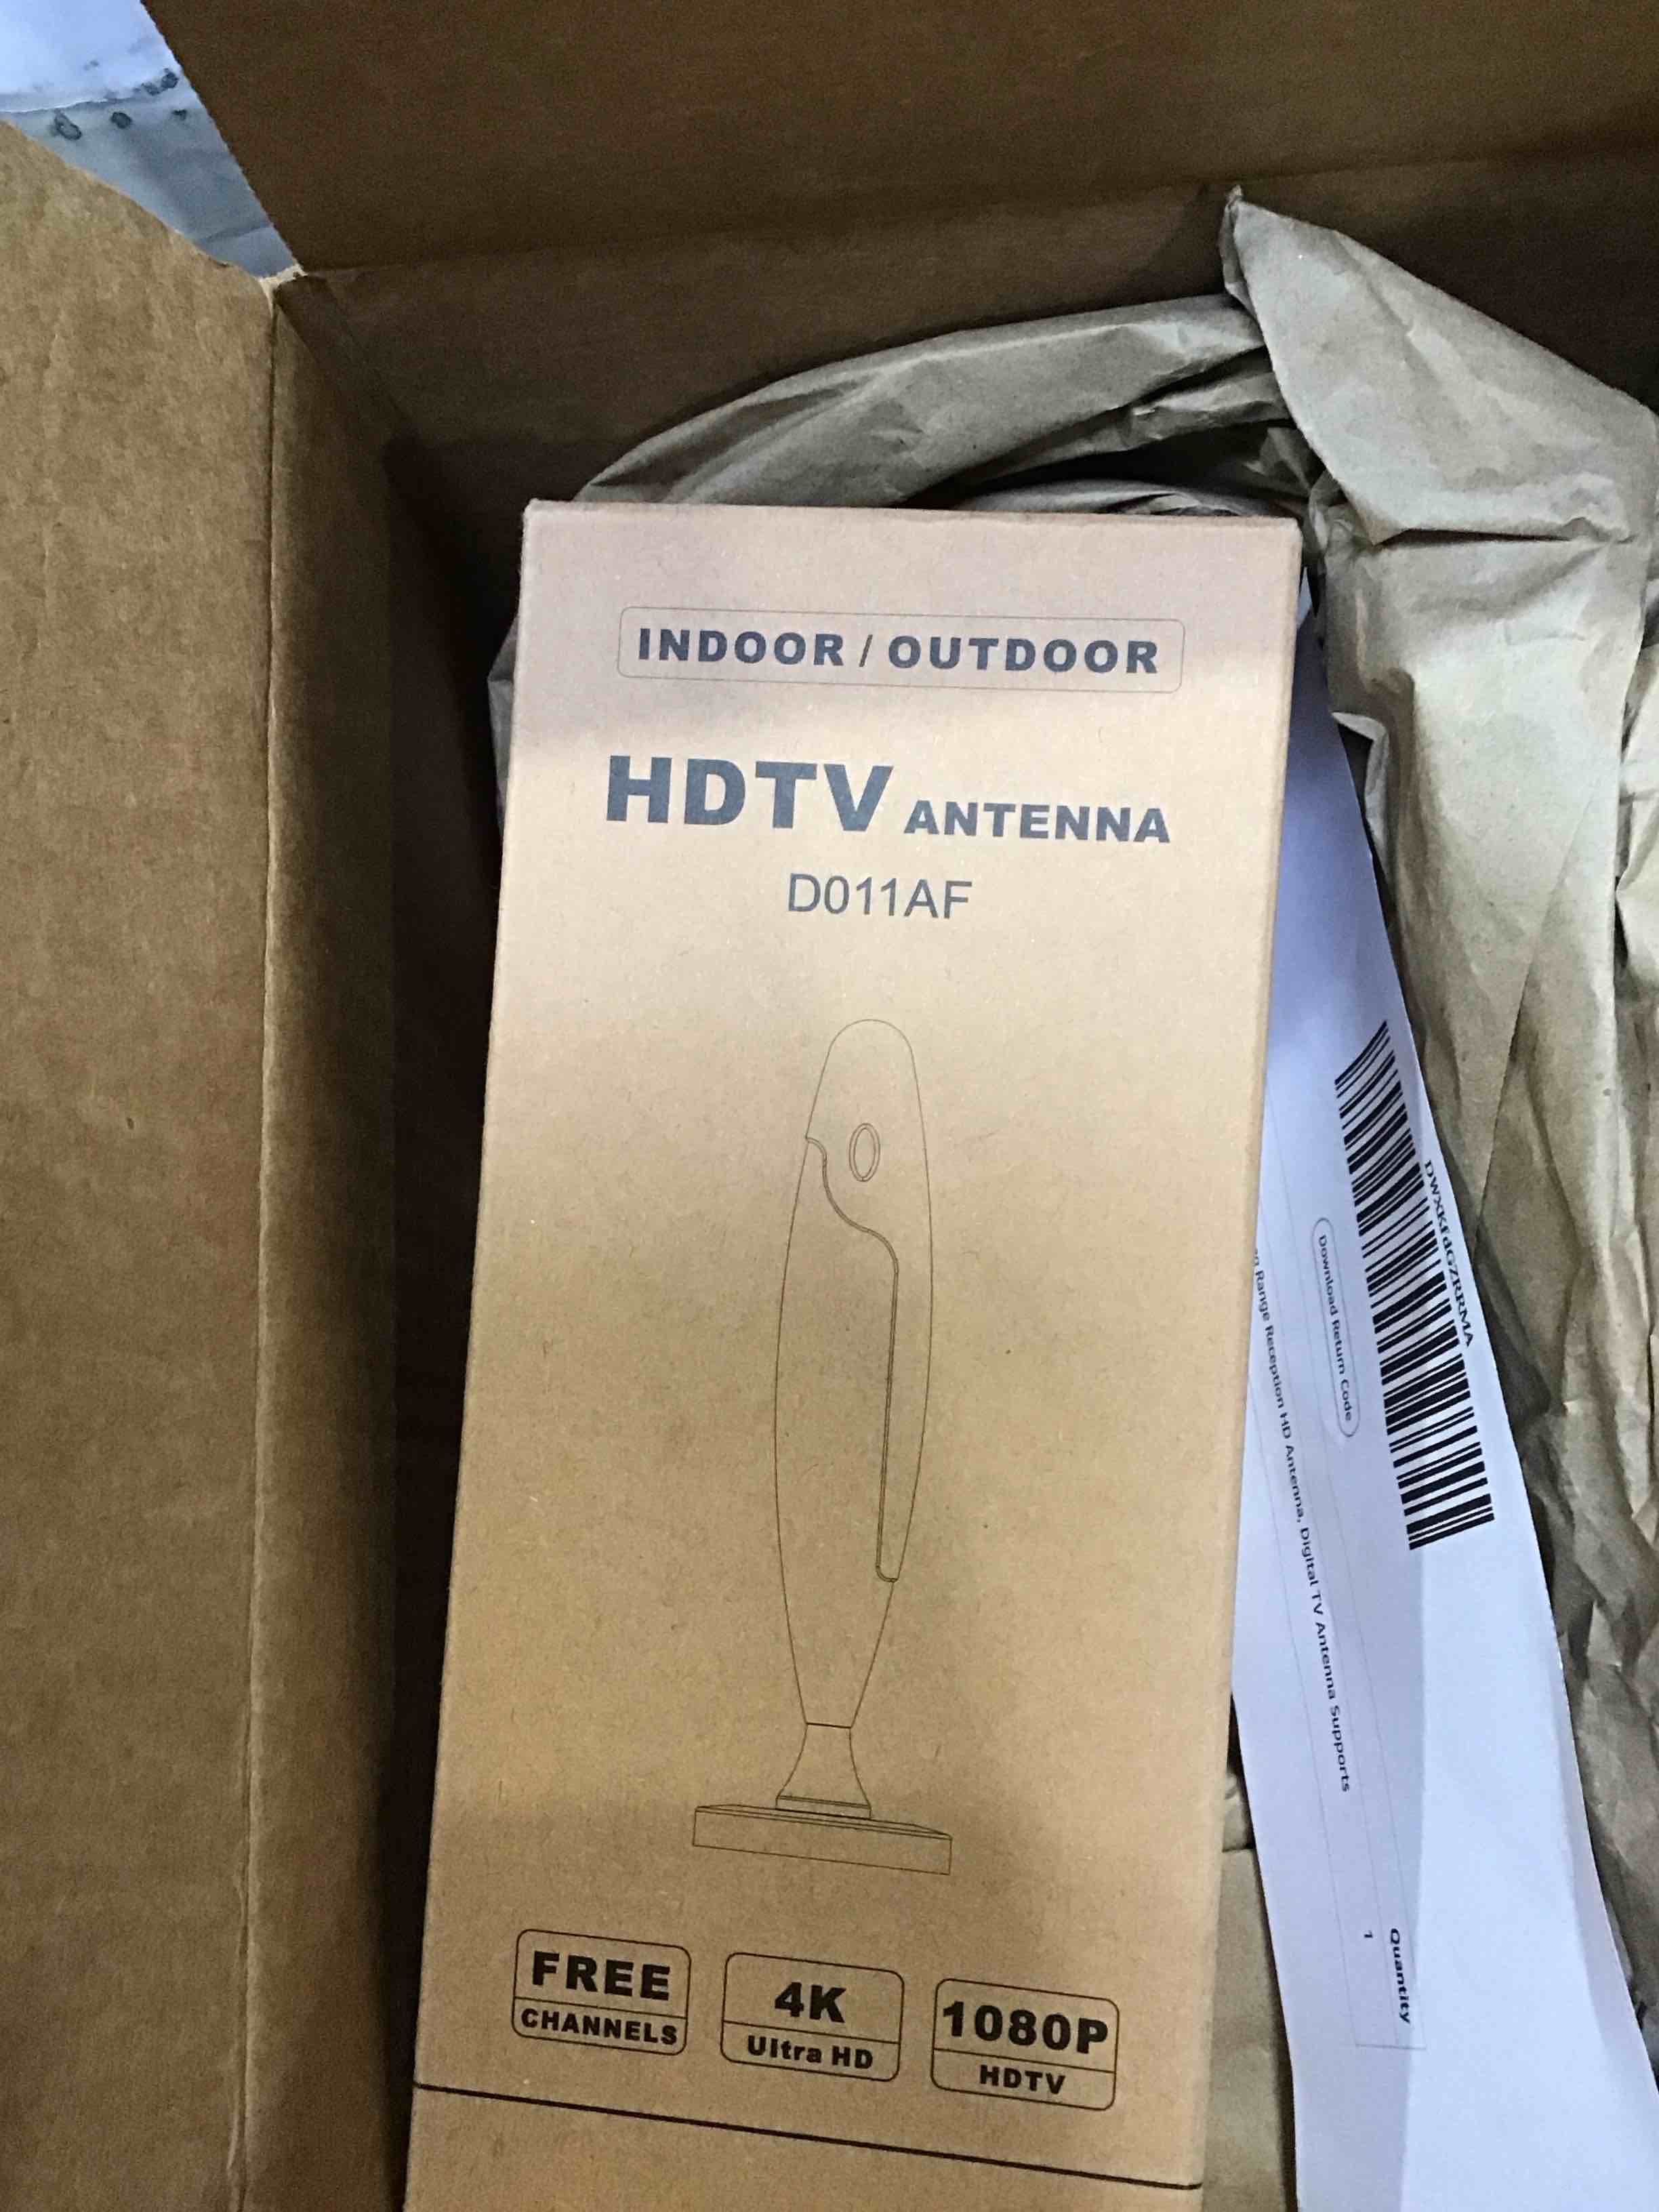 INDOOR / OUTDOOR
HDTV ANTENNA
D011AF
FREE
CHANNELS
4K
Ultra HD
1080P
HDTV
Download Return Code
Range Reception HD Antenna, Digital TV Antenna Supports
Quantity
1